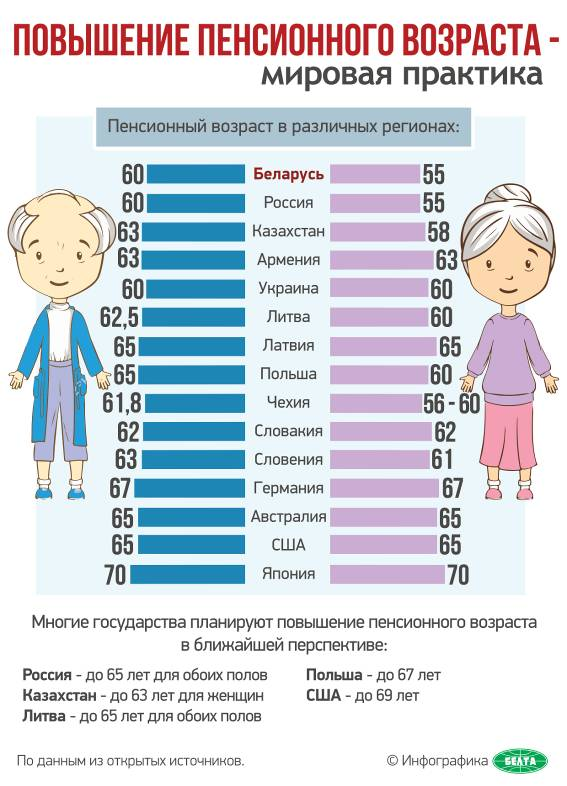 ПОВЫШЕНИЕ ПЕНСИОННОГО ВОЗРАСТА -
мировая практика
Пенсионный возраст в различных регионах:
60 Беларусь 55
60 Россия 55
63 Казахстан 58
63 Армения 63
60 Украина 60
62,5 Литва 60
65 Латвия 65
65 Польша 60
61,8 Чехия 56 - 60
62 Словакия 62
63 Словения 61
67 Германия 67
65 Австралия 65
65 США 65
70 Япония 70
Многие государства планируют повышение пенсионного возраста
в ближайшей перспективе:
Россия - до 65 лет для обоих полов
Казахстан - до 63 лет для женщин
Литва - до 65 лет для обоих полов
Польша - до 67 лет
США - до 69 лет
По данным из открытых источников.
© Инфографика БЕЛТА